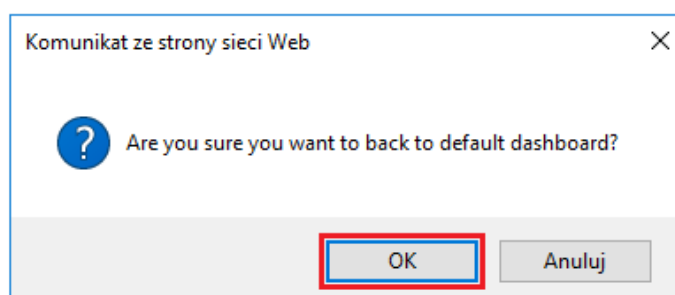 Komunikat ze strony sieci Web
Are you sure you want to back to default dashboard?
OK
Anuluj